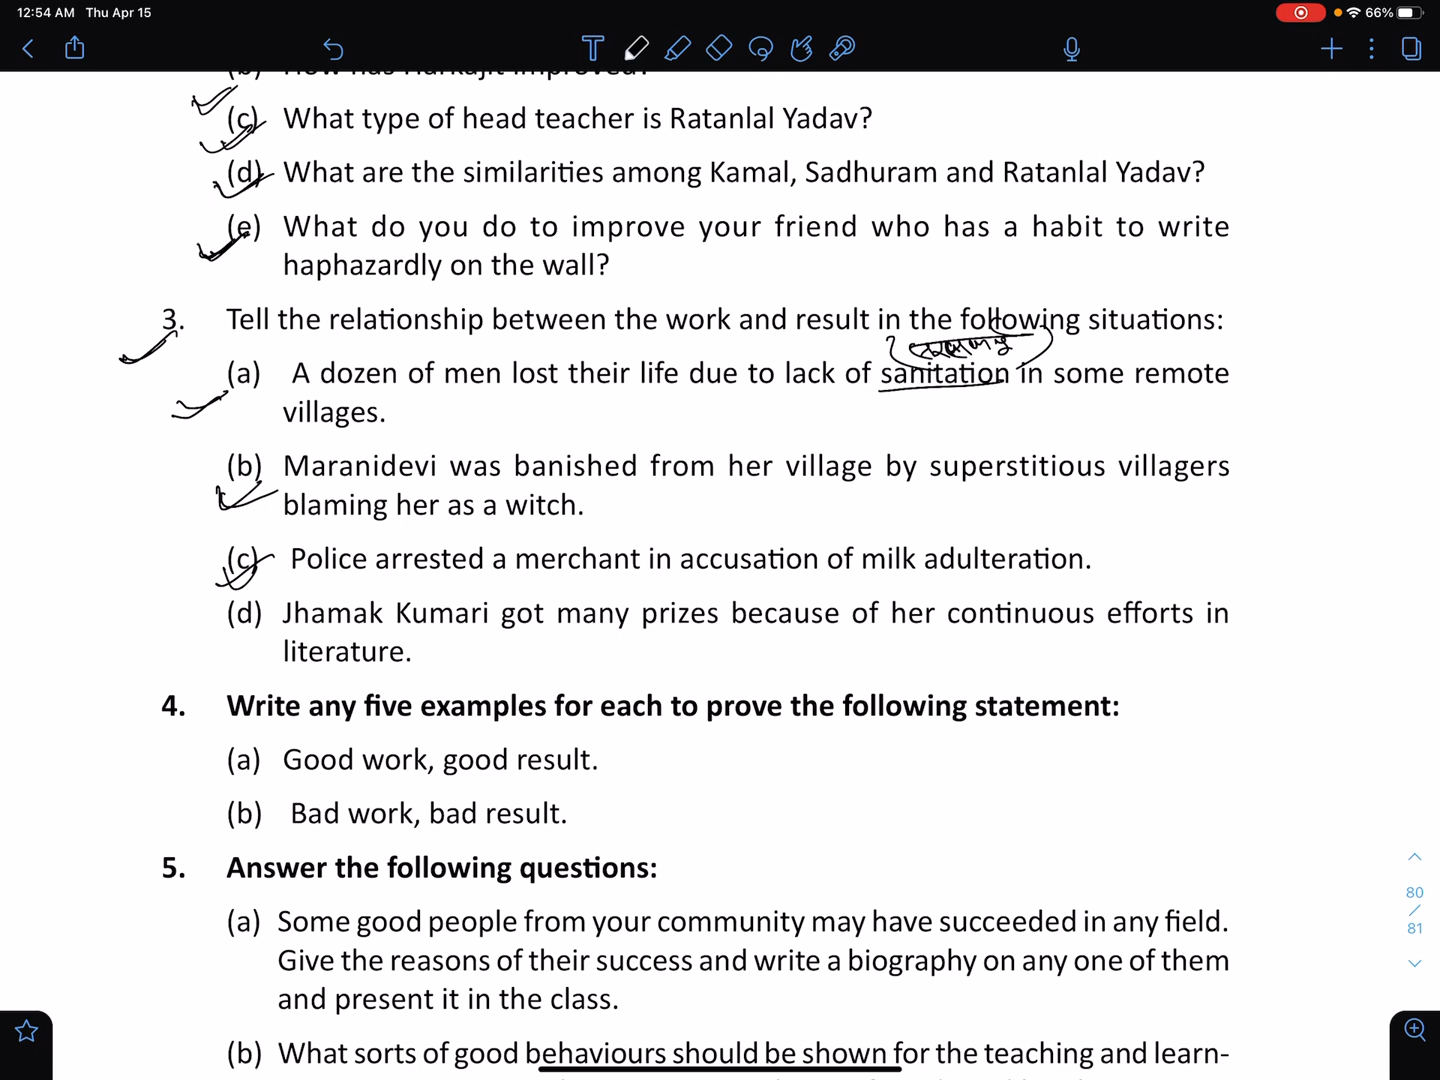 12:54 AM Thu Apr 15
66%
(c) What type of head teacher is Ratanlal Yadav?
(d) What are the similarities among Kamal, Sadhuram and Ratanlal Yadav?
(e) What do you do to improve your friend who has a habit to write
haphazardly on the wall?
3. Tell the relationship between the work and result in the following situations:
(a) A dozen of men lost their life due to lack of sanitation in some remote
villages.
(b) Maranidevi was banished from her village by superstitious villagers
blaming her as a witch.
(c) Police arrested a merchant in accusation of milk adulteration.
(d) Jhamak Kumari got many prizes because of her continuous efforts in
literature.
4. Write any five examples for each to prove the following statement:
(a) Good work, good result.
(b) Bad work, bad result.
5. Answer the following questions:
(a) Some good people from your community may have succeeded in any field.
Give the reasons of their success and write a biography on any one of them
and present it in the class.
(b) What sorts of good behaviours should be shown for the teaching and learn-
80
/
81